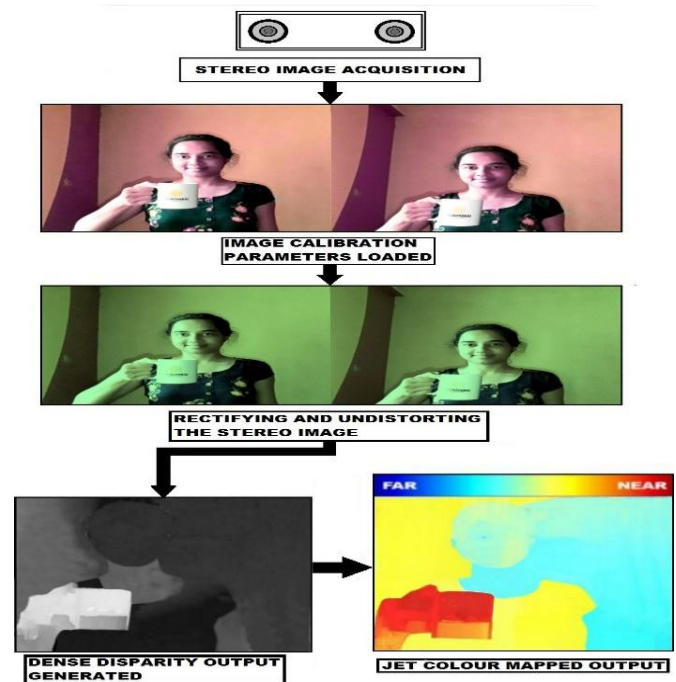 STEREO IMAGE ACQUISITION
IMAGE CALIBRATION
PARAMETERS LOADED
RECTIFYING AND UNDISTORTING
THE STEREO IMAGE
FAR
NEAR
DENSE DISPARITY OUTPUT
GENERATED
JET COLOUR MAPPED OUTPUT